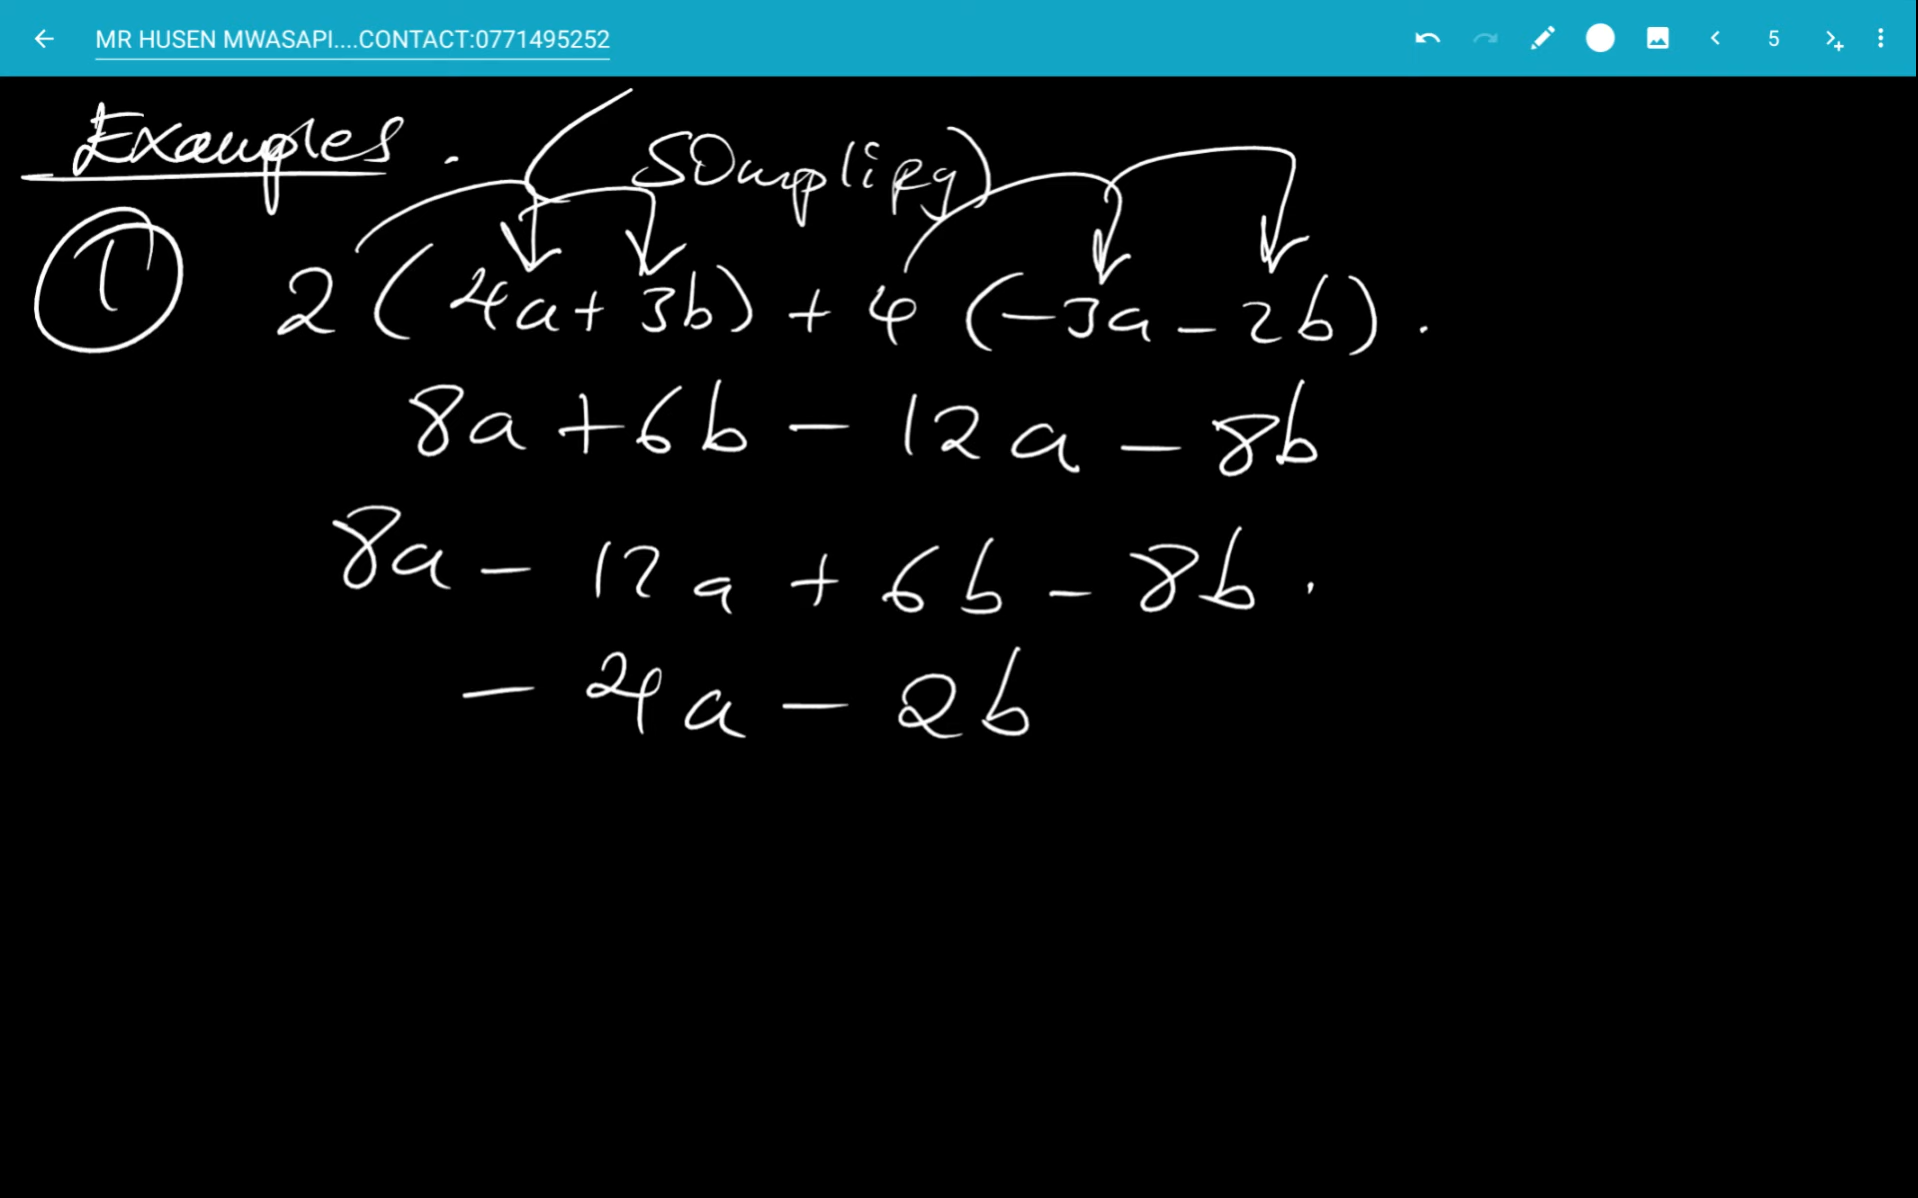 MR HUSEN MWASAPI....CONTACT:0771495252
5
Examples. (Simplify)
① 2(4a+3b)+4(-3a-2b).
8a+6b-12a-8b
8a-12a+6b-8b.
-4a-2b